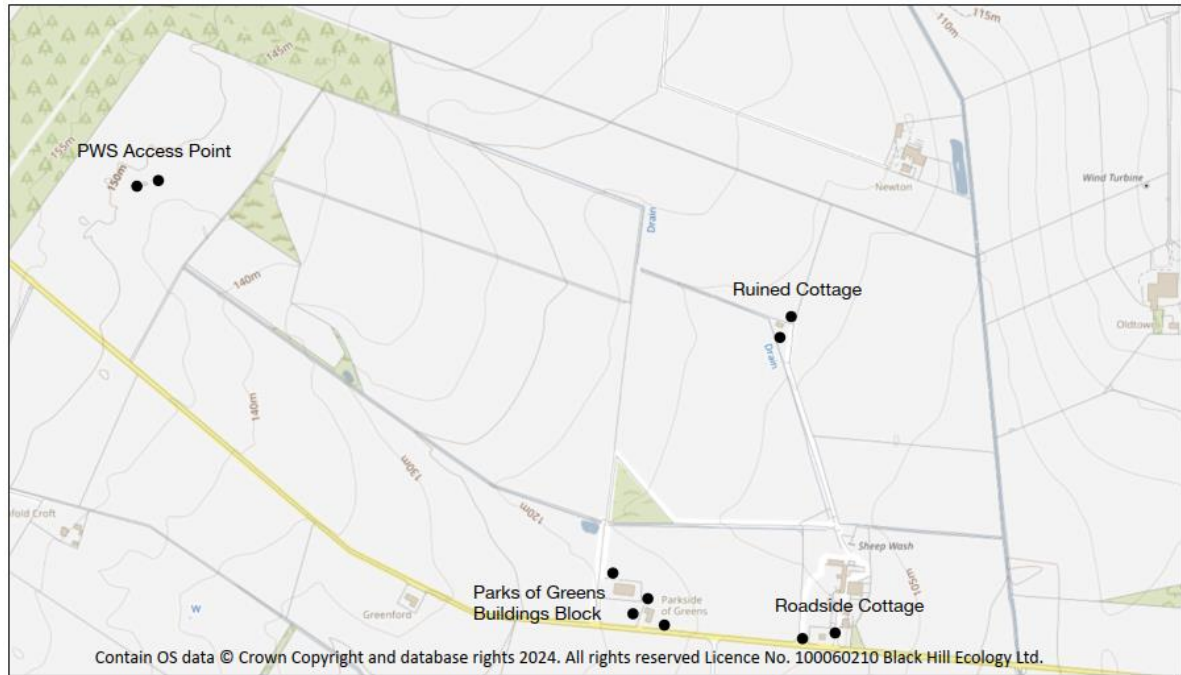 115m
110m
145m
155m
PWS Access Point
150m
Wind Turbine
Newton
Drain
140m
Ruined Cottage
Oldtown
Drain
140m
130m
120m
Croft
Sheep Wash
105m
Parks of Greens
Buildings Block
Parkside
of Greens
Roadside Cottage
Greenford
W
Contain OS data © Crown Copyright and database rights 2024. All rights reserved Licence No. 100060210 Black Hill Ecology Ltd.